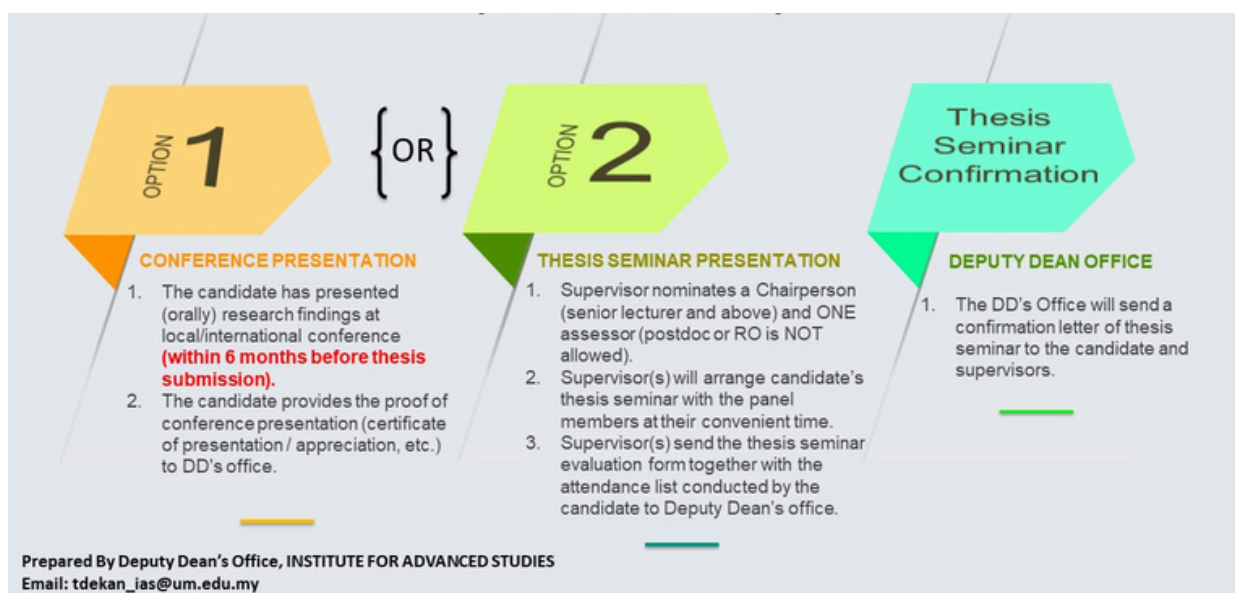 OPTION 1
{OR}
OPTION 2
Thesis
Seminar
Confirmation
CONFERENCE PRESENTATION
1. The candidate has presented
(orally) research findings at
local/international conference
(within 6 months before thesis
submission).
2. The candidate provides the proof of
conference presentation (certificate
of presentation / appreciation, etc.)
to DD's office.
THESIS SEMINAR PRESENTATION
1. Supervisor nominates a Chairperson
(senior lecturer and above) and ONE
assessor (postdoc or RO is NOT
allowed).
2. Supervisor(s) will arrange candidate's
thesis seminar with the panel
members at their convenient time.
3. Supervisor(s) send the thesis seminar
evaluation form together with the
attendance list conducted by the
candidate to Deputy Dean's office.
DEPUTY DEAN OFFICE
1. The DD's Office will send a
confirmation letter of thesis
seminar to the candidate and
supervisors.
Prepared By Deputy Dean's Office, INSTITUTE FOR ADVANCED STUDIES
Email: tdekan_ias@um.edu.my